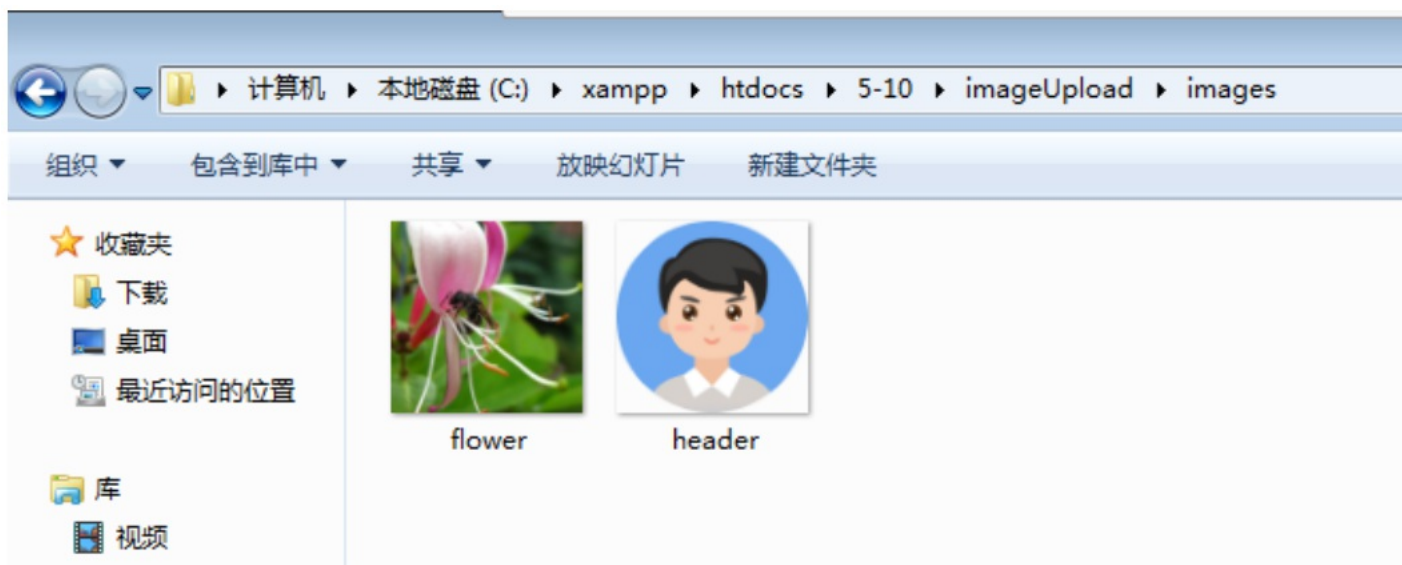 计算机 本地磁盘 (C:) xampp htdocs 5-10 imageUpload images
组织 包含到库中 共享 放映幻灯片 新建文件夹
收藏夹
下载
桌面
最近访问的位置
库
视频
flower header